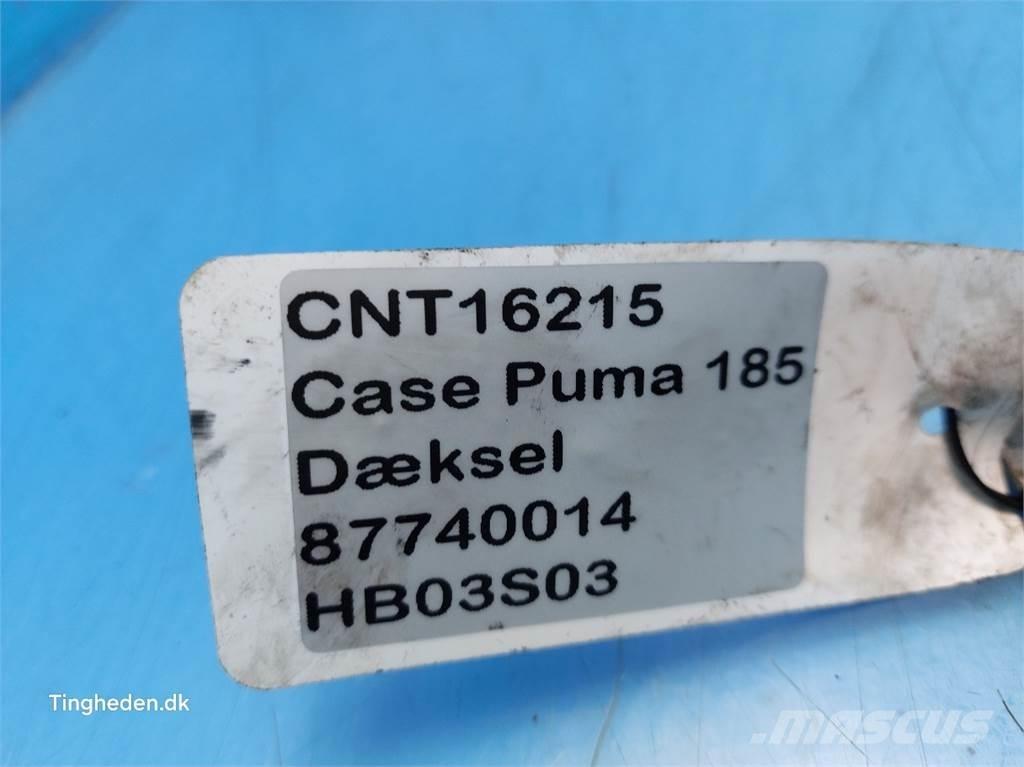 CNT16215
Case Puma 185
Dæksel
87740014
HB03S03
Tingheden.dk
MASCUS